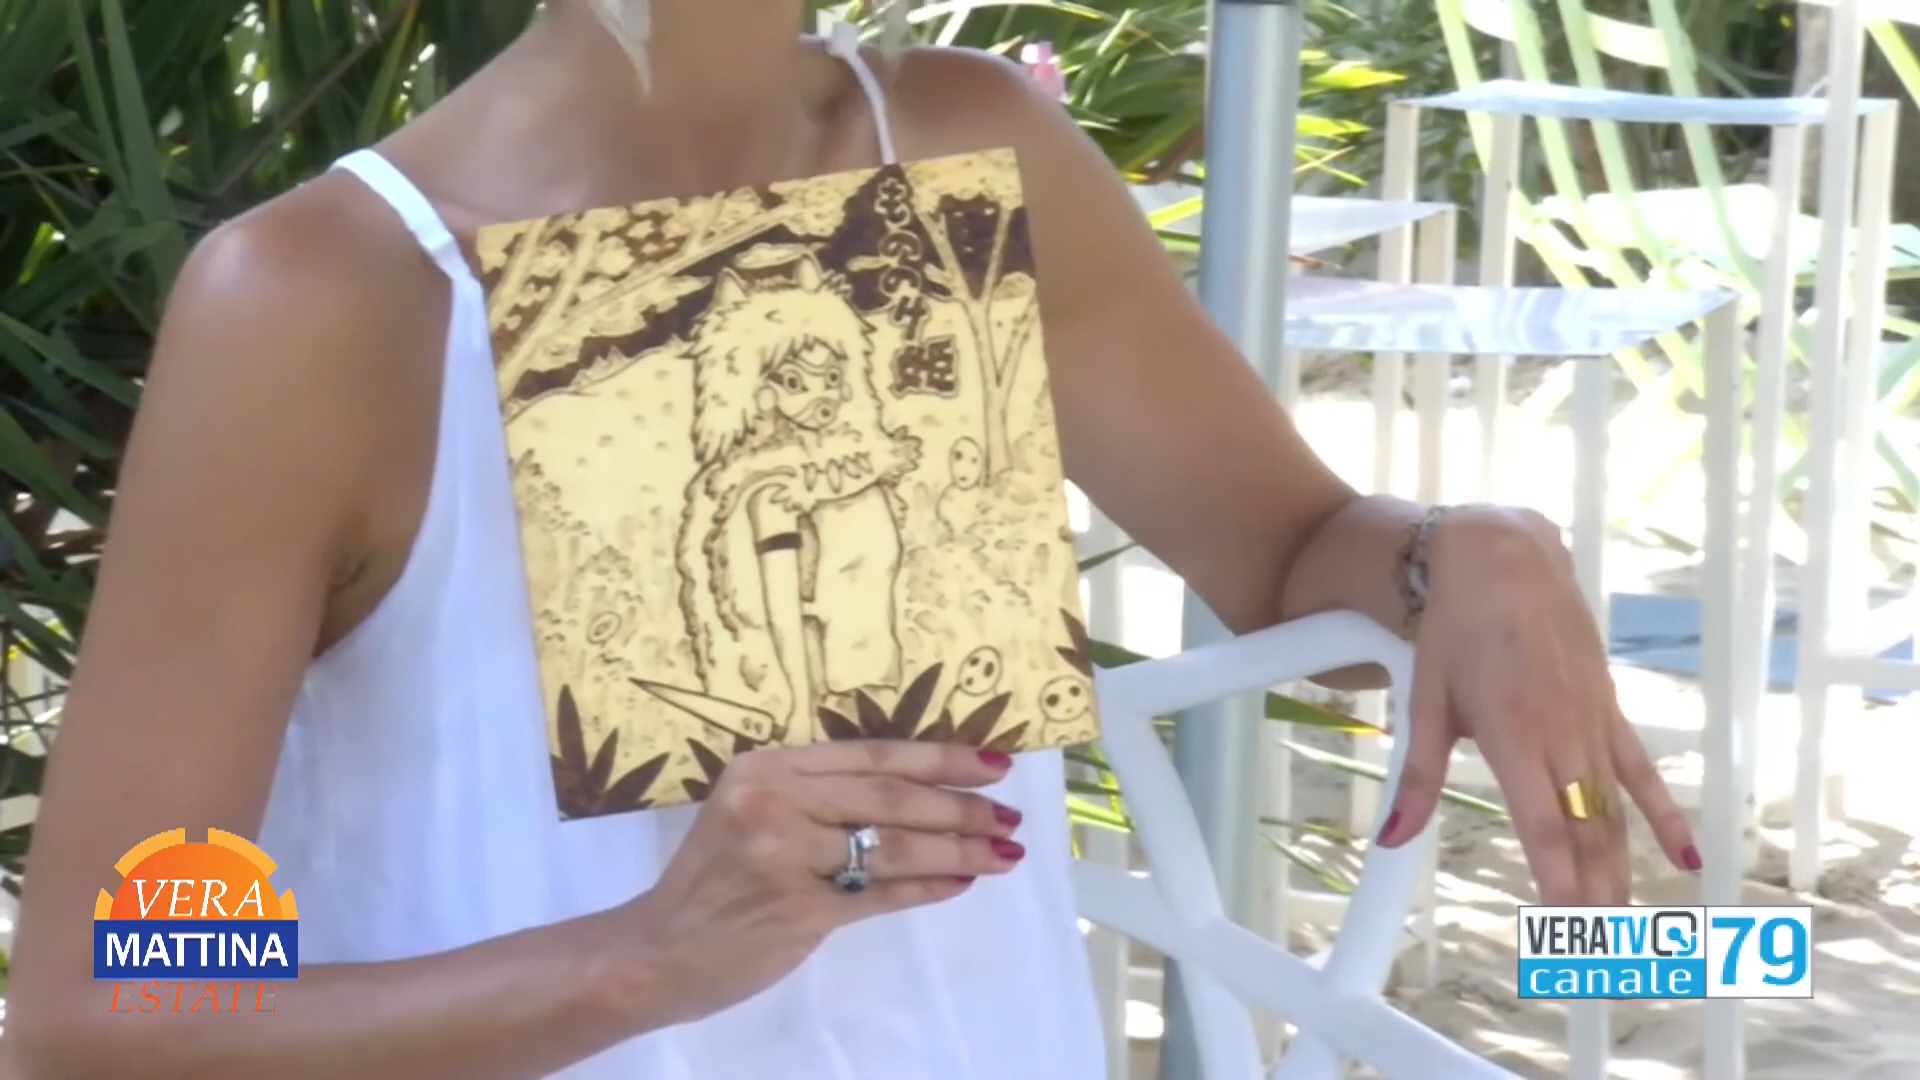 もののけ
姫
VERA
MATTINA
ESTATE
VERATV
canale
79